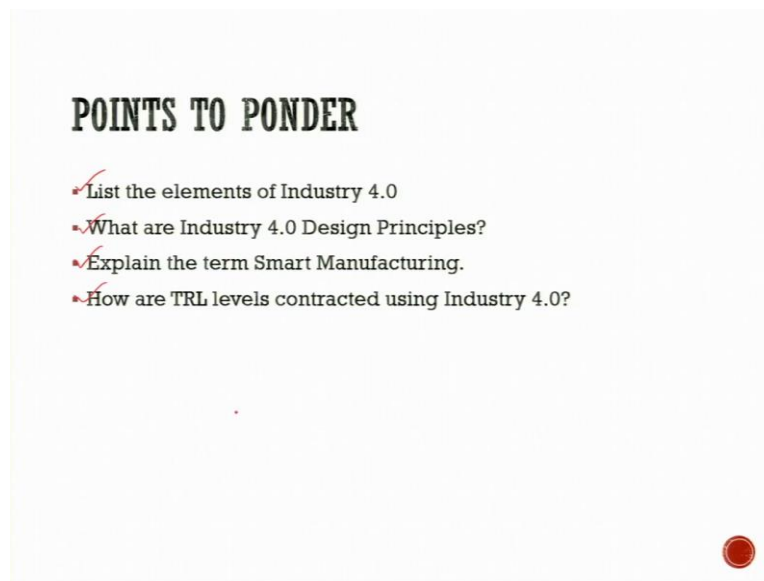 POINTS TO PONDER
List the elements of Industry 4.0
What are Industry 4.0 Design Principles?
Explain the term Smart Manufacturing.
How are TRL levels contracted using Industry 4.0?